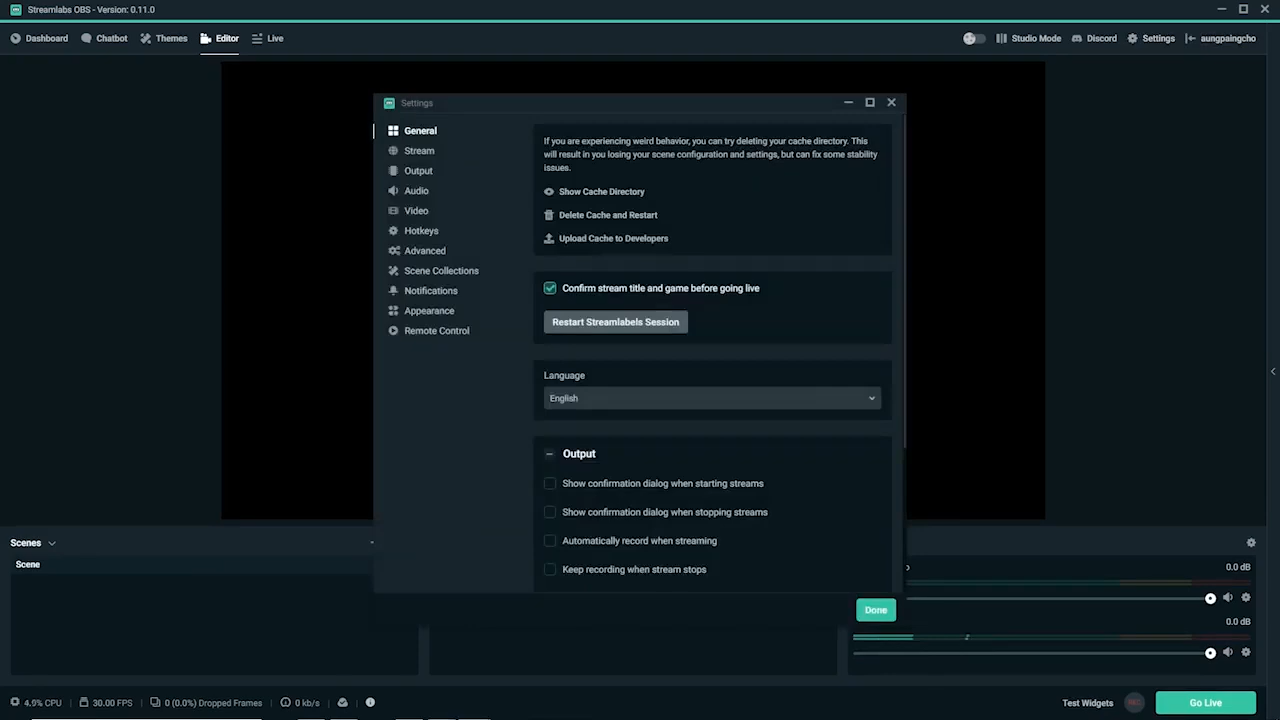 Streamlabs OBS - Version: 0.11.0
Dashboard
Chatbot
Themes
Editor
Live
Studio Mode
Discord
Settings
aungpaingcho
Settings
General
Stream
Output
Audio
Video
Hotkeys
Advanced
Scene Collections
Notifications
Appearance
Remote Control
If you are experiencing weird behavior, you can try deleting your cache directory. This
will result in you losing your scene configuration and settings, but can fix some stability
issues.
Show Cache Directory
Delete Cache and Restart
Upload Cache to Developers
Confirm stream title and game before going live
Restart Streamlabels Session
Language
English
Output
Show confirmation dialog when starting streams
Show confirmation dialog when stopping streams
Automatically record when streaming
Keep recording when stream stops
Done
Scenes
Scene
0.0 dB
0.0 dB
4.9% CPU
30.00 FPS
0 (0.0%) Dropped Frames
0 kb/s
Test Widgets
REC
Go Live